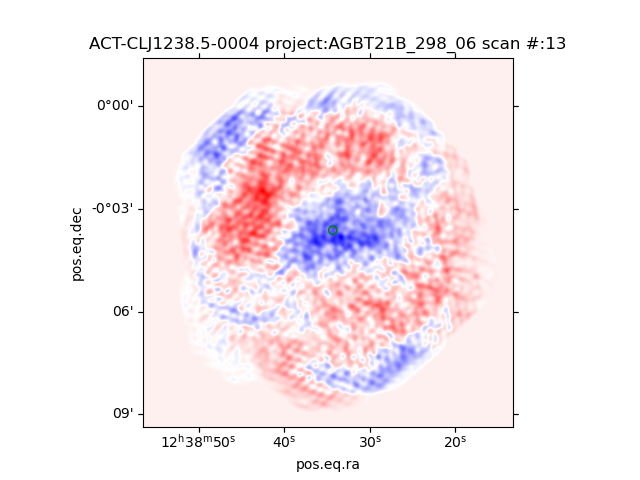 ACT-CLJ1238.5-0004 project:AGBT21B_298_06 scan #:13
0°00'
-0°03'
06'
09'
pos.eq.dec
12ʰ38ᵐ50ˢ 40ˢ 30ˢ 20ˢ
pos.eq.ra